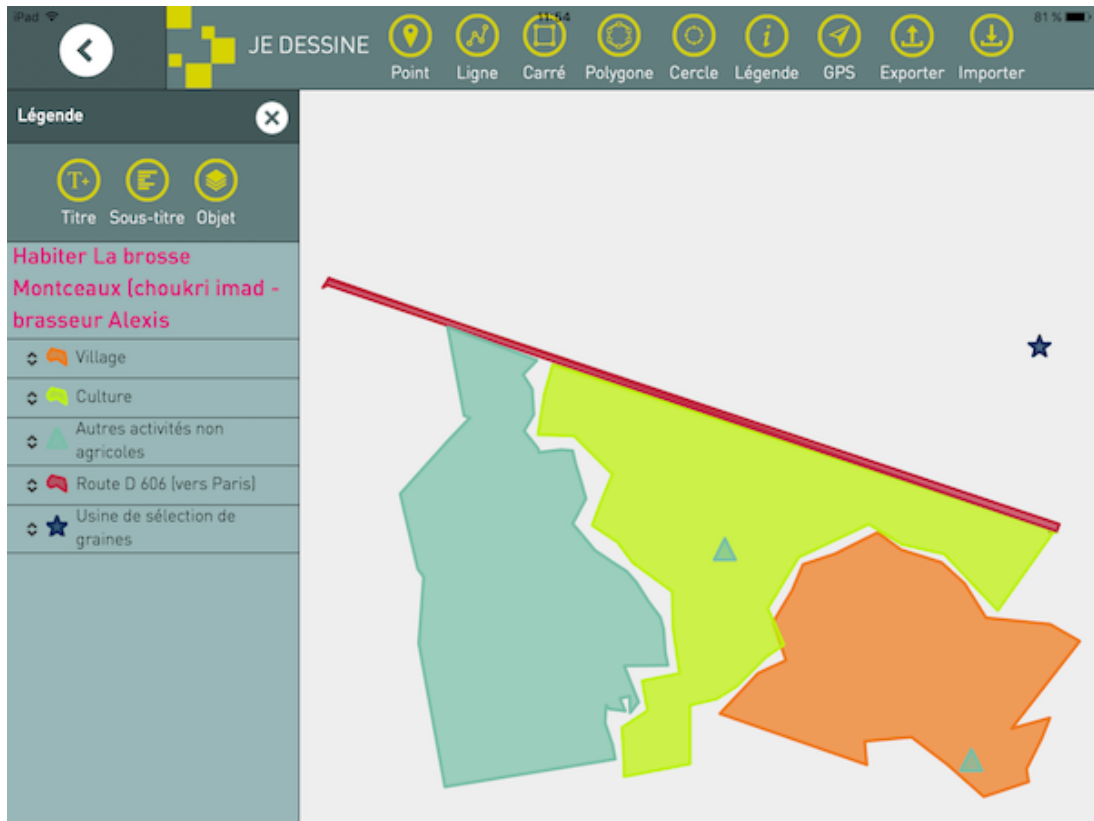 iPad 11:54 81 %
JE DESSINE
Point Ligne Carré Polygone Cercle Légende GPS Exporter Importer
Légende
T+
Titre Sous-titre Objet
Habiter La brosse
Montceaux (choukri imad -
brasseur Alexis
Village
Culture
Autres activités non
agricoles
Route D 606 (vers Paris)
Usine de sélection de
graines